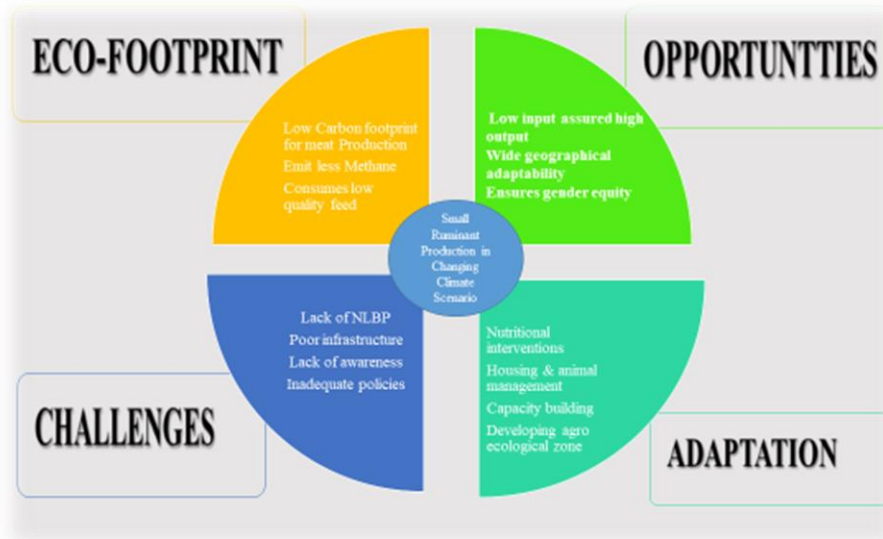 ECO-FOOTPRINT
Low Carbon footprint
for meat Production
Emit less Methane
Consumes low
quality feed
OPPORTUNTTIES
Low input assured high
output
Wide geographical
adaptability
Ensures gender equity
Small
Ruminant
Production in
Changing
Climate
Scenario
CHALLENGES
Lack of NLBP
Poor infrastructure
Lack of awareness
Inadequate policies
ADAPTATION
Nutritional
interventions
Housing & animal
management
Capacity building
Developing agro
ecological zone